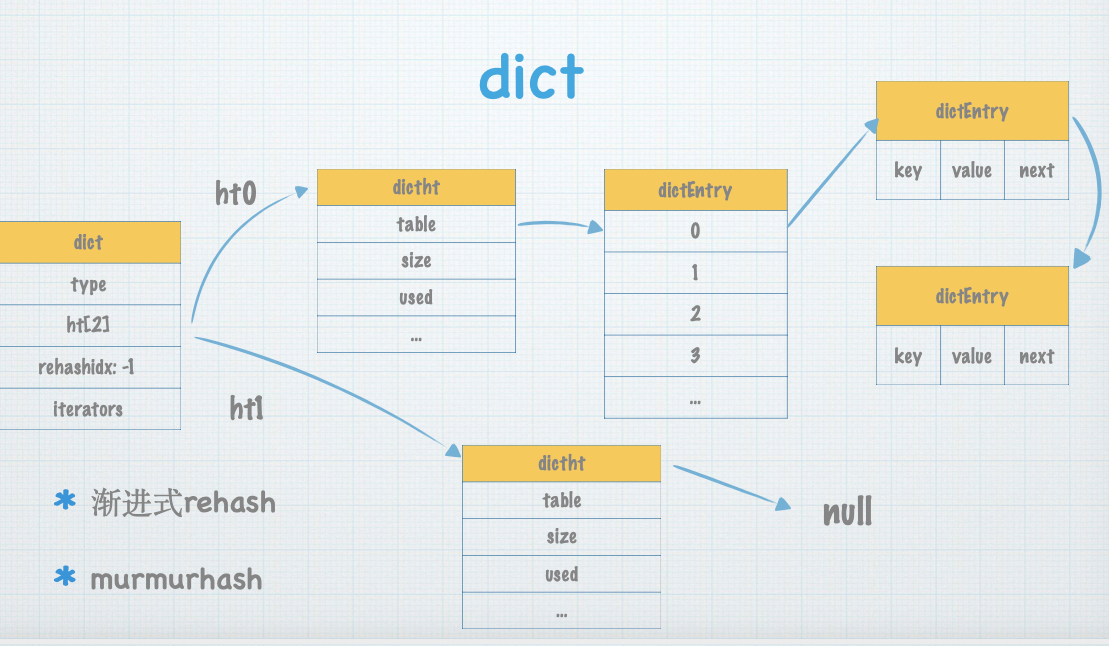 dict
dictEntry
key value next
ht0
dictht
table
size
used
...
dictEntry
0
1
2
3
...
dict
type
ht[2]
rehashidx: -1
iterators
dictEntry
key value next
ht1
dictht
table
size
used
...
null
* 渐进式rehash
* murmurhash